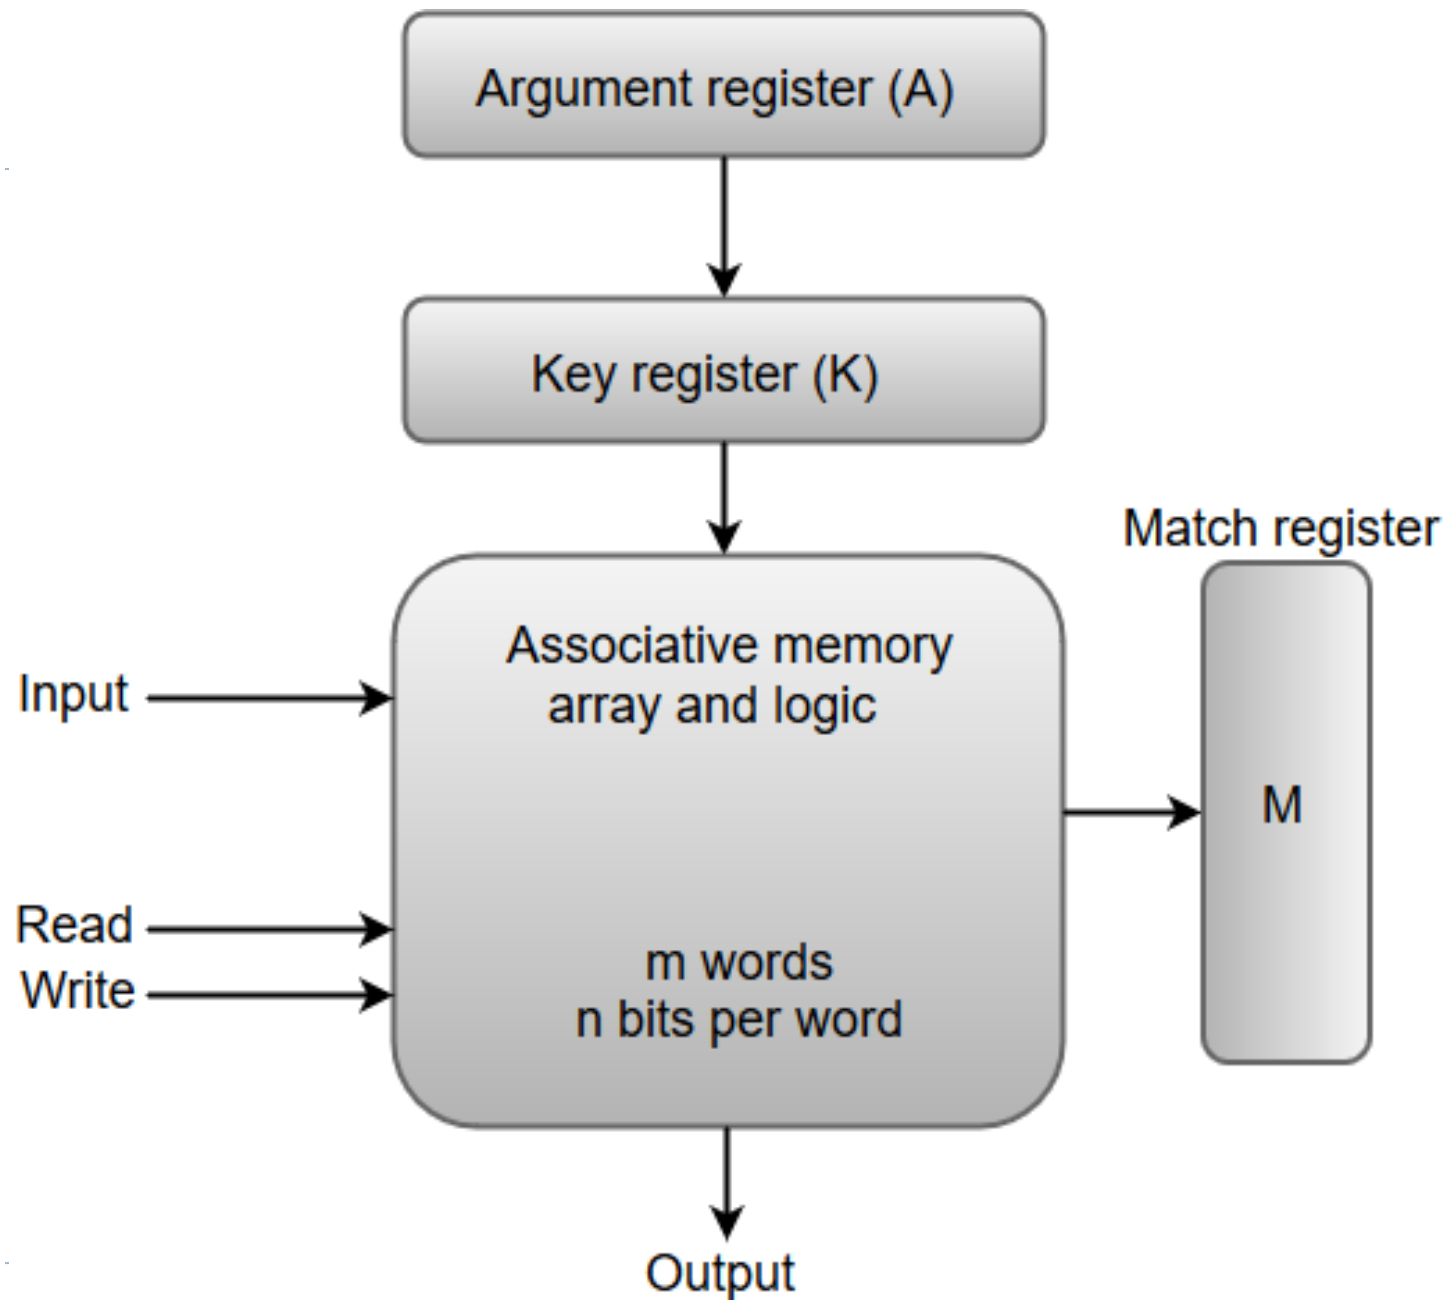 Argument register (A)
Key register (K)
Match register
Associative memory
array and logic
Input
M
Read
Write
m words
n bits per word
Output